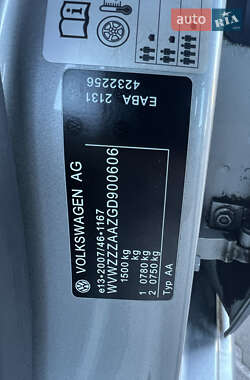 AUTO.RIA
VOLKSWAGEN AG
e13*2007/46*1167
WVWZZZAAZGD900606
1500 kg
kg
1 0780 kg
2 0750 kg
Typ AA
EABA 2131
4232256